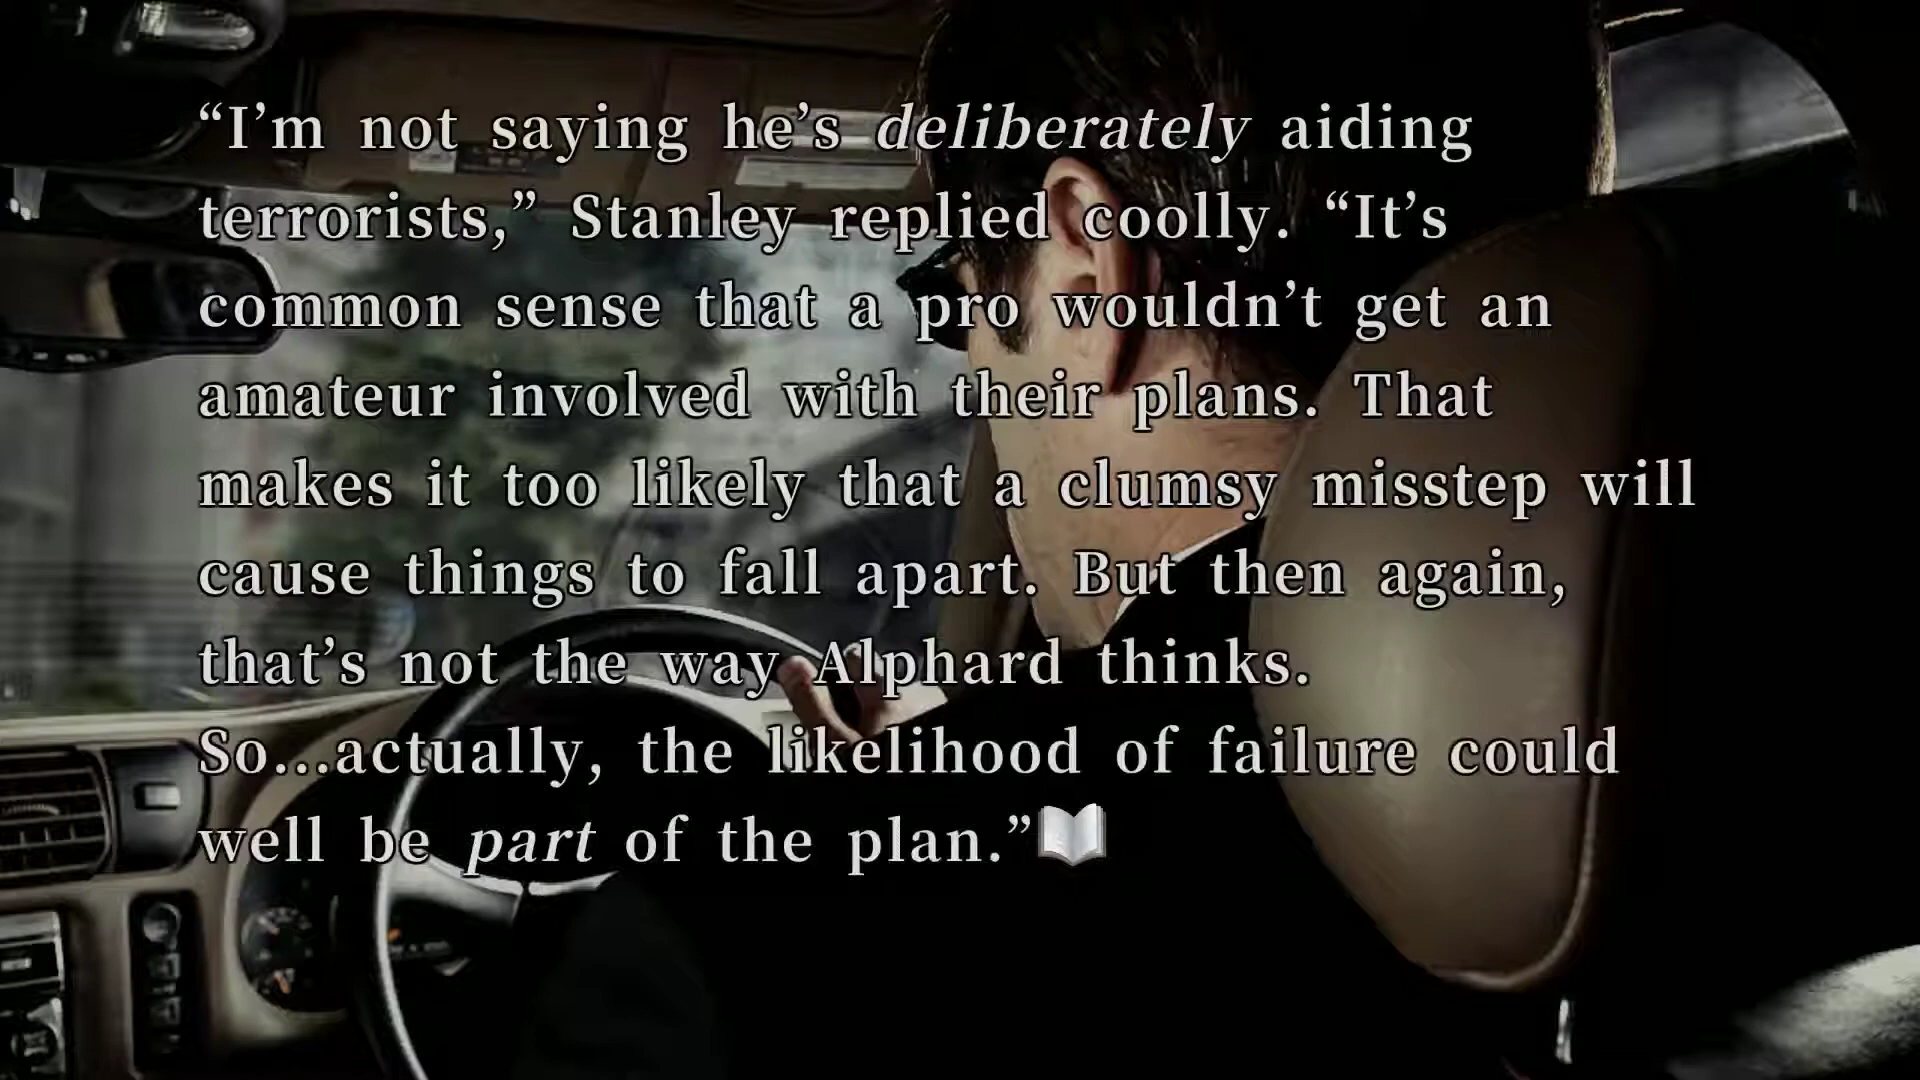 “I’m not saying he’s deliberately aiding
terrorists,” Stanley replied coolly. “It’s
common sense that a pro wouldn’t get an
amateur involved with their plans. That
makes it too likely that a clumsy misstep will
cause things to fall apart. But then again,
that’s not the way Alphard thinks.
So...actually, the likelihood of failure could
well be part of the plan.”